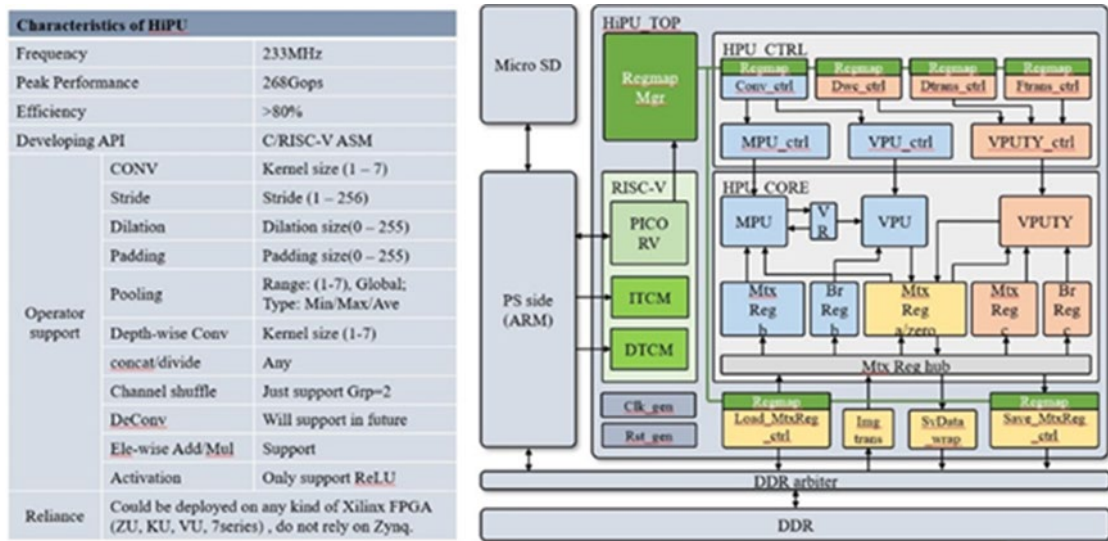 Characteristics of HiPU
Frequency 233MHz
Peak Performance 268Gops
Efficiency >80%
Developing API C/RISC-V ASM
Operator support
CONV Kernel size (1 – 7)
Stride Stride (1 – 256)
Dilation Dilation size(0 – 255)
Padding Padding size(0 – 255)
Pooling Range: (1-7), Global;
Type: Min/Max/Ave
Depth-wise Conv Kernel size (1-7)
concat/divide Any
Channel shuffle Just support Grp=2
DeConv Will support in future
Ele-wise Add/Mul Support
Activation Only support ReLU
Reliance Could be deployed on any kind of Xilinx FPGA
(ZU, KU, VU, 7series) , do not rely on Zynq.
Micro SD
PS side
(ARM)
HiPU_TOP
Regmap
Mgr
RISC-V
PICO
RV
ITCM
DTCM
Clk_gen
Rst_gen
HPU_CTRL
Regmap Regmap Regmap Regmap
Conv_ctrl Dwc_ctrl Dtrans_ctrl Ftrans_ctrl
MPU_ctrl VPU_ctrl VPUTY_ctrl
HPU_CORE
MPU
V
R
VPU
VPUTY
Mtx
Reg
b
Br
Reg
b
Mtx
Reg
a/zero
Mtx
Reg
c
Br
Reg
c
Mtx Reg hub
Regmap
Load_MtxReg
_ctrl
Img
trans
SvData
_wrap
Regmap
Save_MtxReg
_ctrl
DDR arbiter
DDR